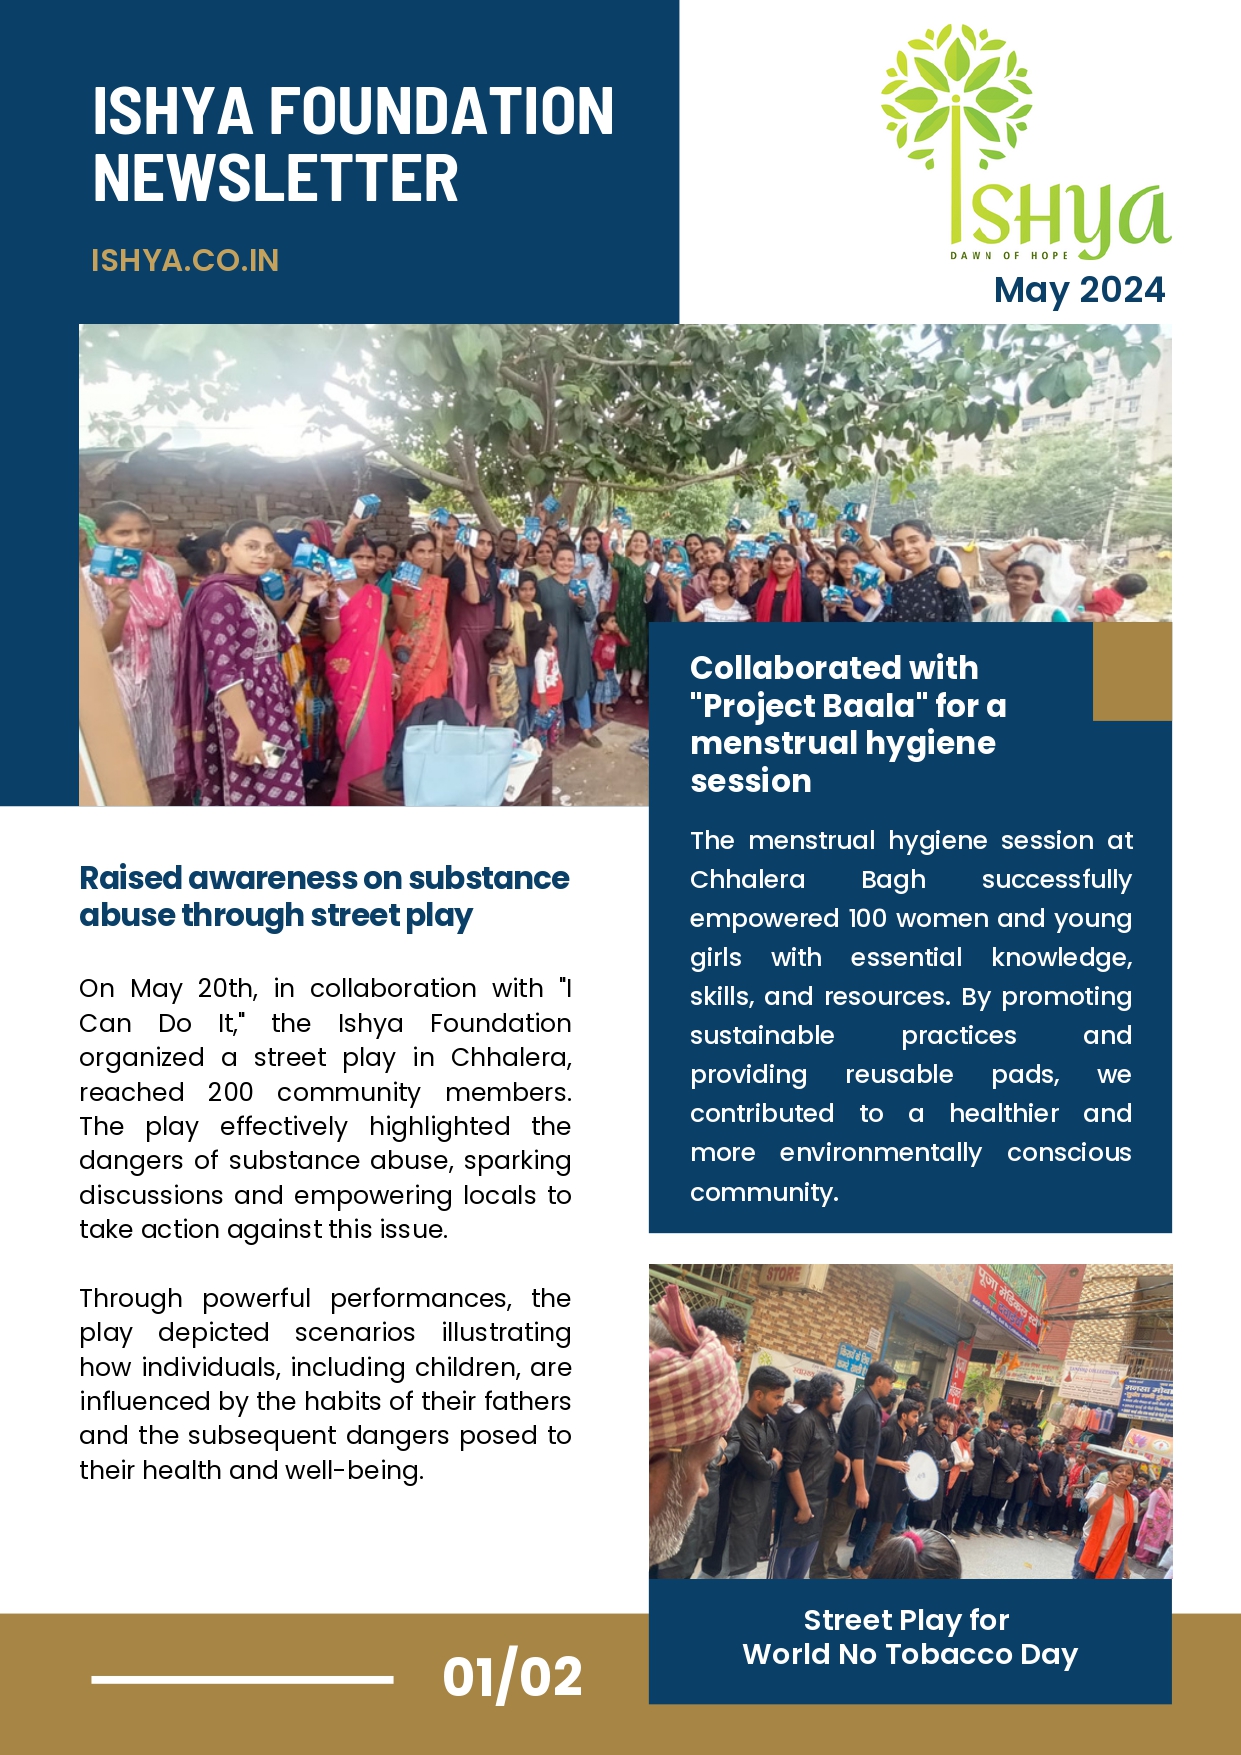 ISHYA FOUNDATION
NEWSLETTER
ISHYA.CO.IN
ISHYA
DAWN OF HOPE
May 2024
Collaborated with
"Project Baala" for a
menstrual hygiene
session
The menstrual hygiene session at
Chhalera Bagh successfully
empowered 100 women and young
girls with essential knowledge,
skills, and resources. By promoting
sustainable practices and
providing reusable pads, we
contributed to a healthier and
more environmentally conscious
community.
Raised awareness on substance
abuse through street play
On May 20th, in collaboration with "I
Can Do It," the Ishya Foundation
organized a street play in Chhalera,
reached 200 community members.
The play effectively highlighted the
dangers of substance abuse, sparking
discussions and empowering locals to
take action against this issue.
Through powerful performances, the
play depicted scenarios illustrating
how individuals, including children, are
influenced by the habits of their fathers
and the subsequent dangers posed to
their health and well-being.
STORE
पूजा मेडिकल
Street Play for
World No Tobacco Day
01/02